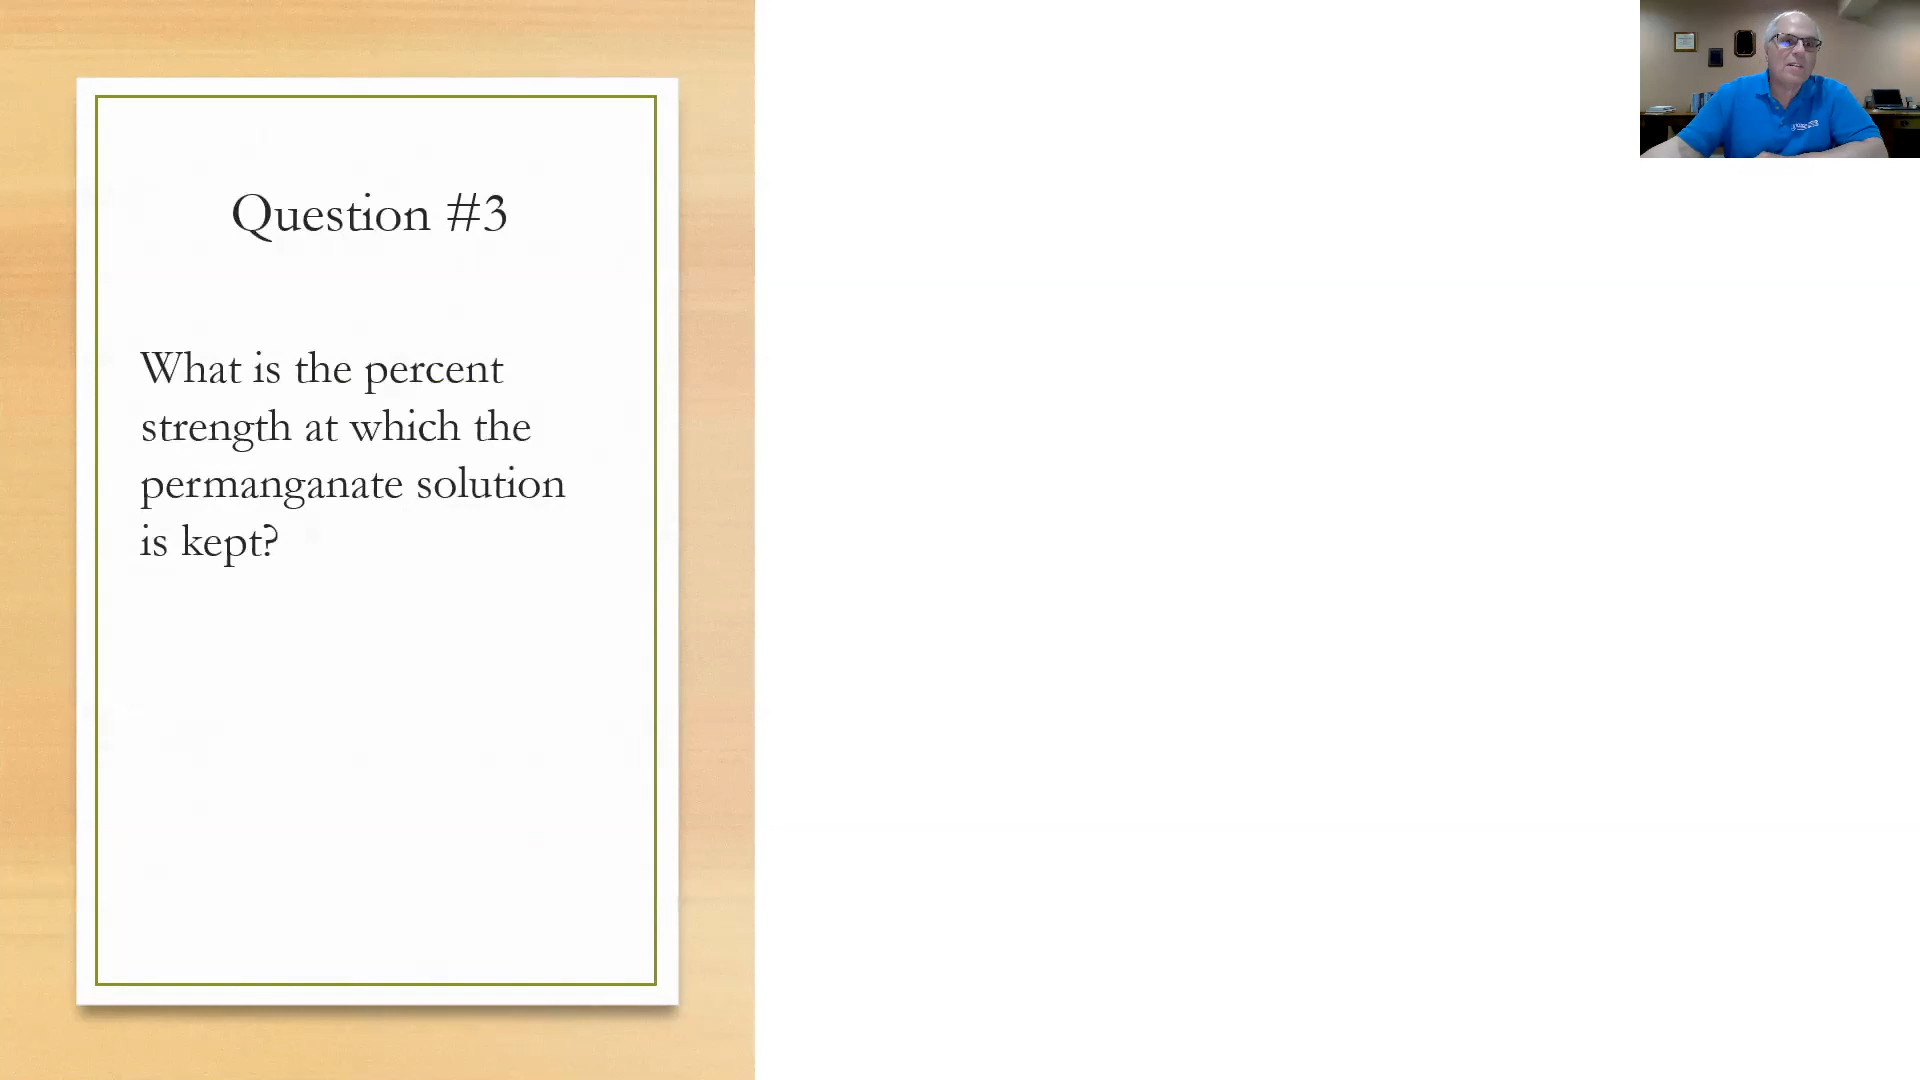 Question #3
What is the percent
strength at which the
permanganate solution
is kept?